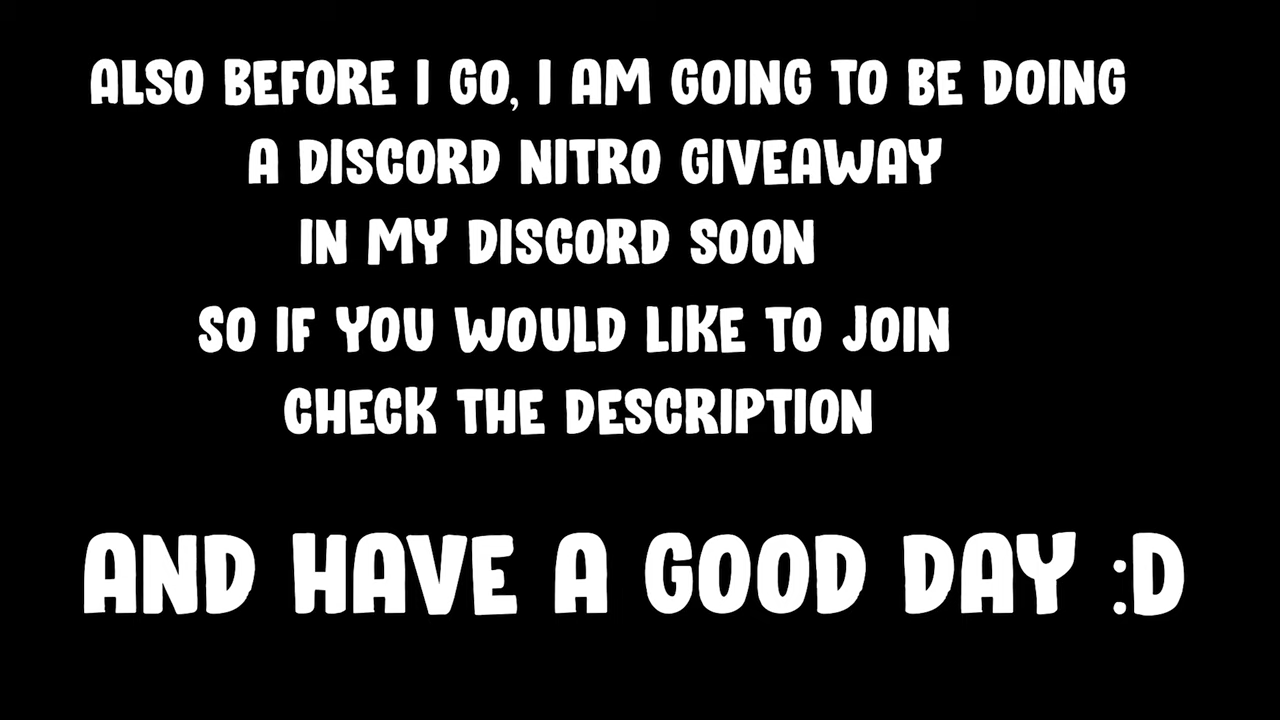 ALSO BEFORE I GO, I AM GOING TO BE DOING
A DISCORD NITRO GIVEAWAY
IN MY DISCORD SOON
SO IF YOU WOULD LIKE TO JOIN
CHECK THE DESCRIPTION
AND HAVE A GOOD DAY :D